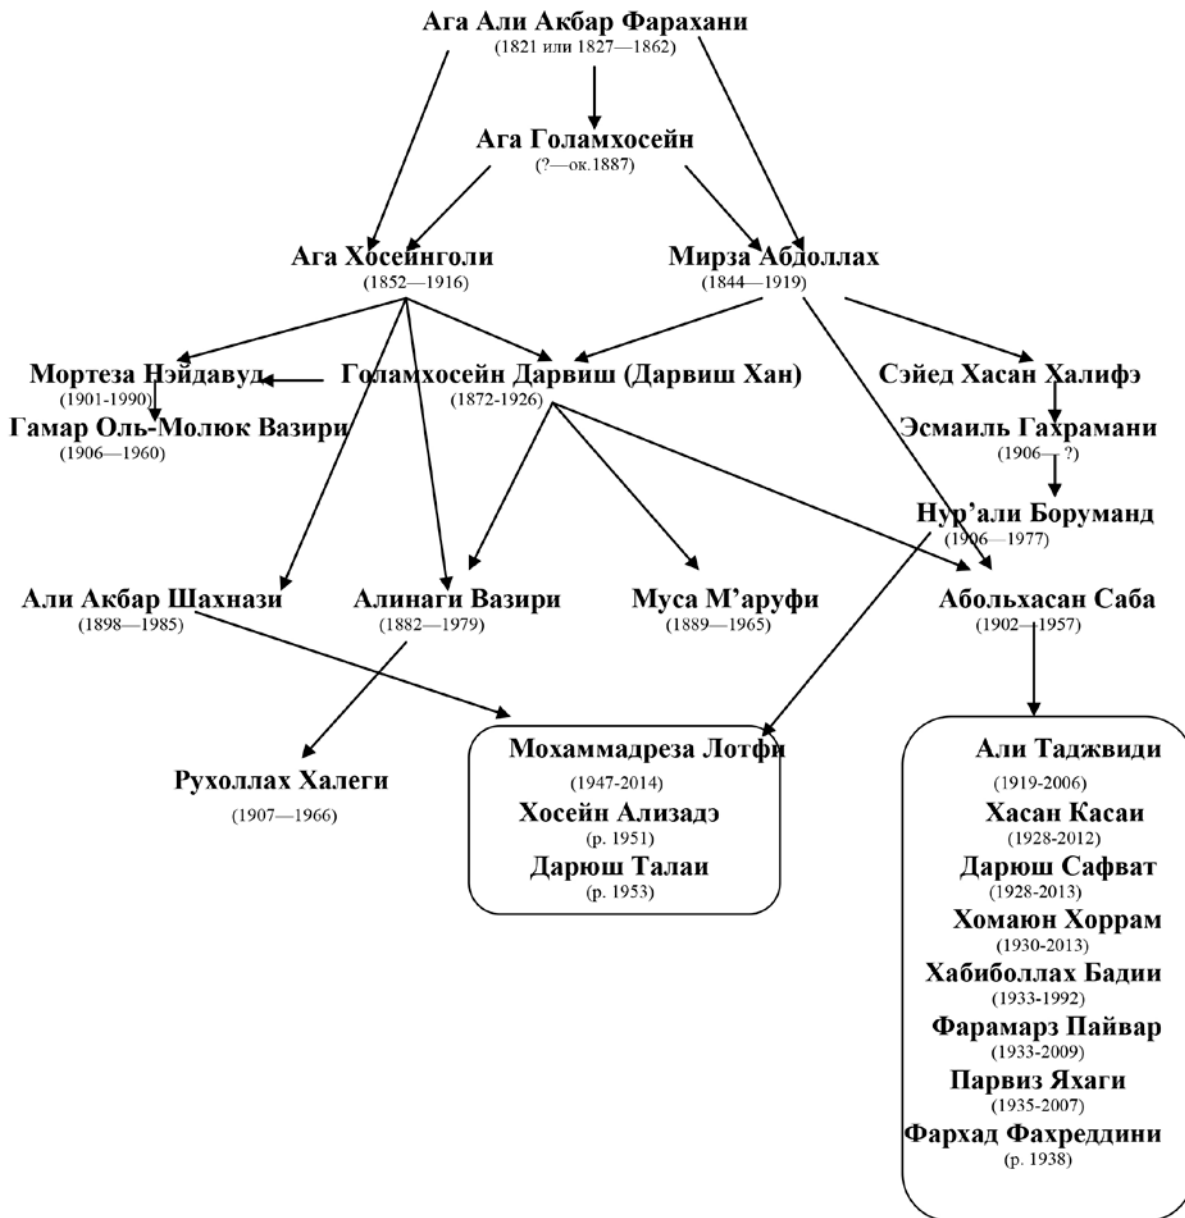 Ага Али Акбар Фарахани
(1821 или 1827—1862)
Ага Голамхосейн
(?—ок.1887)
Ага Хосейнголи
(1852—1916)
Мирза Абдоллах
(1844—1919)
Мортеза Нэйдавуд
(1901-1990)
Голамхосейн Дарвиш (Дарвиш Хан)
(1872-1926)
Сэйед Хасан Халифэ
Гамар Оль-Молюк Вазири
(1906—1960)
Эсмаиль Гахрамани
(1906— ?)
Нур’али Боруманд
(1906—1977)
Али Акбар Шахнази
(1898—1985)
Алинаги Вазири
(1882—1979)
Муса М’аруфи
(1889—1965)
Абольхасан Саба
(1902—1957)
Рухоллах Халеги
(1907—1966)
Мохаммадреза Лотфи
(1947-2014)
Хосейн Ализадэ
(р. 1951)
Дарюш Талаи
(р. 1953)
Али Таджвиди
(1919-2006)
Хасан Касаи
(1928-2012)
Дарюш Сафват
(1928-2013)
Хомаюн Хоррам
(1930-2013)
Хабиболлах Бадии
(1933-1992)
Фарамарз Пайвар
(1933-2009)
Парвиз Яхаги
(1935-2007)
Фархад Фахреддини
(р. 1938)